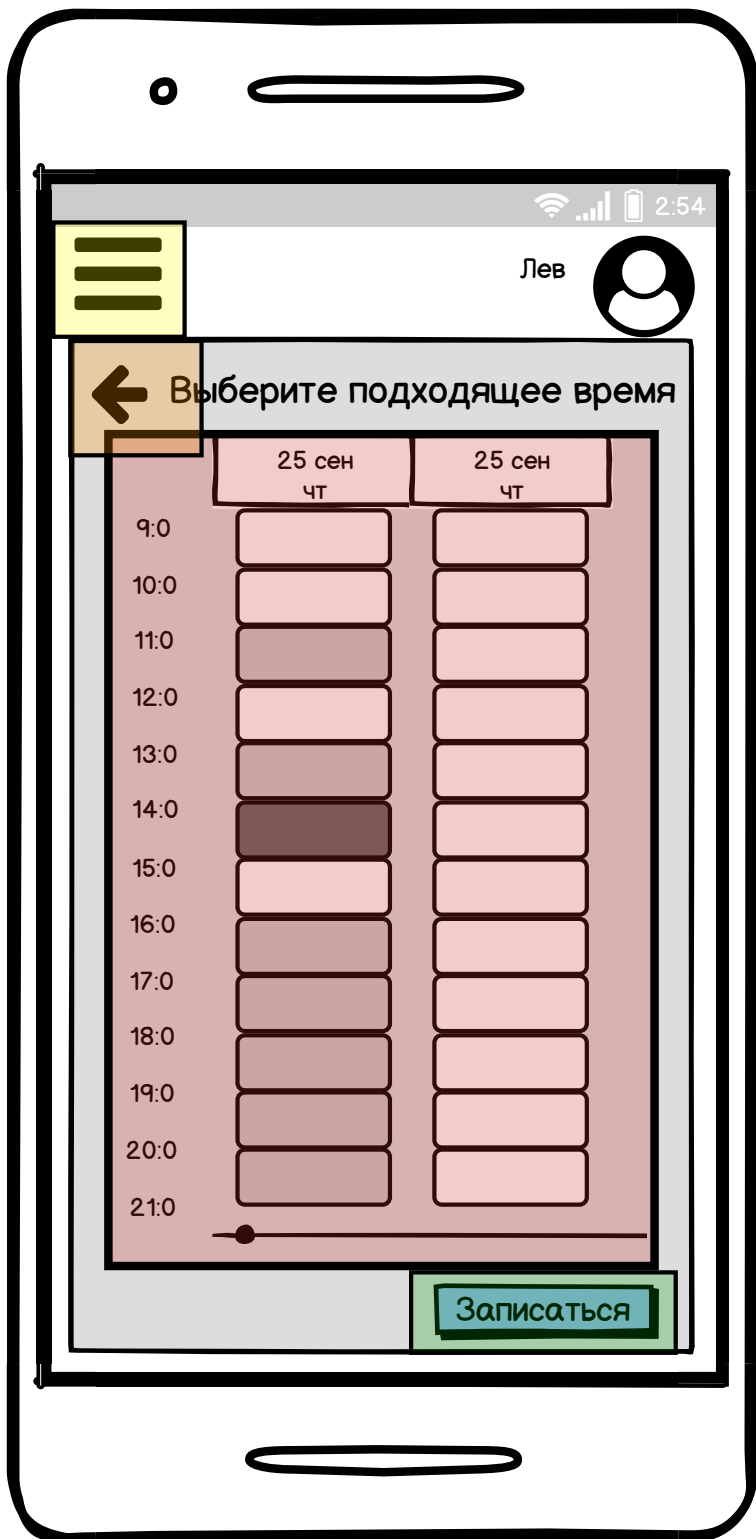 2:54
Лев
Выберите подходящее время
25 сен
чт
25 сен
чт
9:0
10:0
11:0
12:0
13:0
14:0
15:0
16:0
17:0
18:0
19:0
20:0
21:0
Записаться